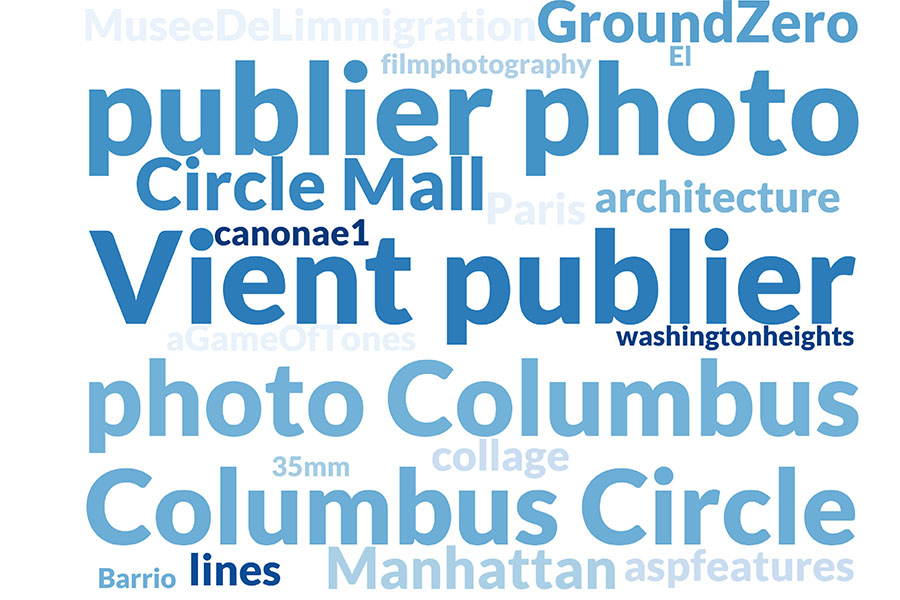 MuseeDeLimmigration GroundZero
filmphotography El
publier photo
Circle Mall Paris architecture
canonae1
Vient publier
aGameOfTones washingtonheights
photo Columbus
35mm collage
Columbus Circle
Barrio lines Manhattan aspfeatures